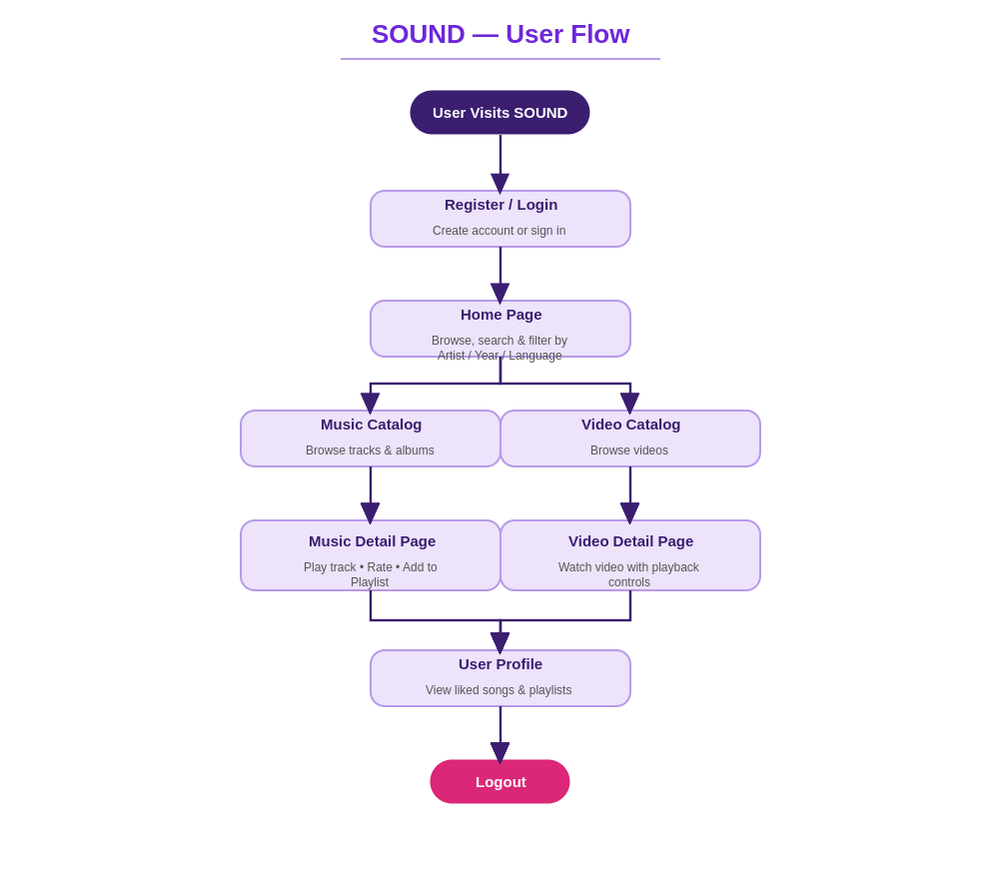 SOUND — User Flow
User Visits SOUND
Register / Login
Create account or sign in
Home Page
Browse, search & filter by
Artist / Year / Language
Music Catalog
Browse tracks & albums
Video Catalog
Browse videos
Music Detail Page
Play track • Rate • Add to
Playlist
Video Detail Page
Watch video with playback
controls
User Profile
View liked songs & playlists
Logout